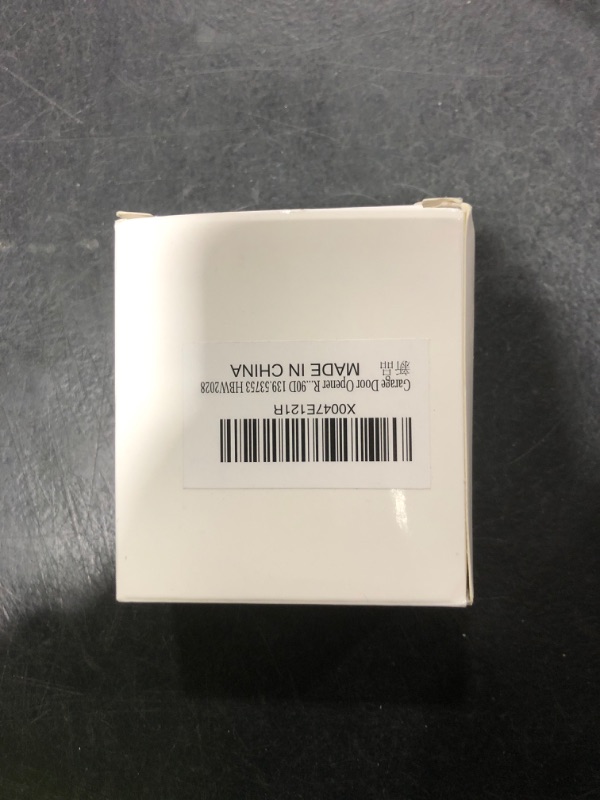 X0047E121R
Garage Door Opener R...90D 139.53753 HBW2028
新品 MADE IN CHINA